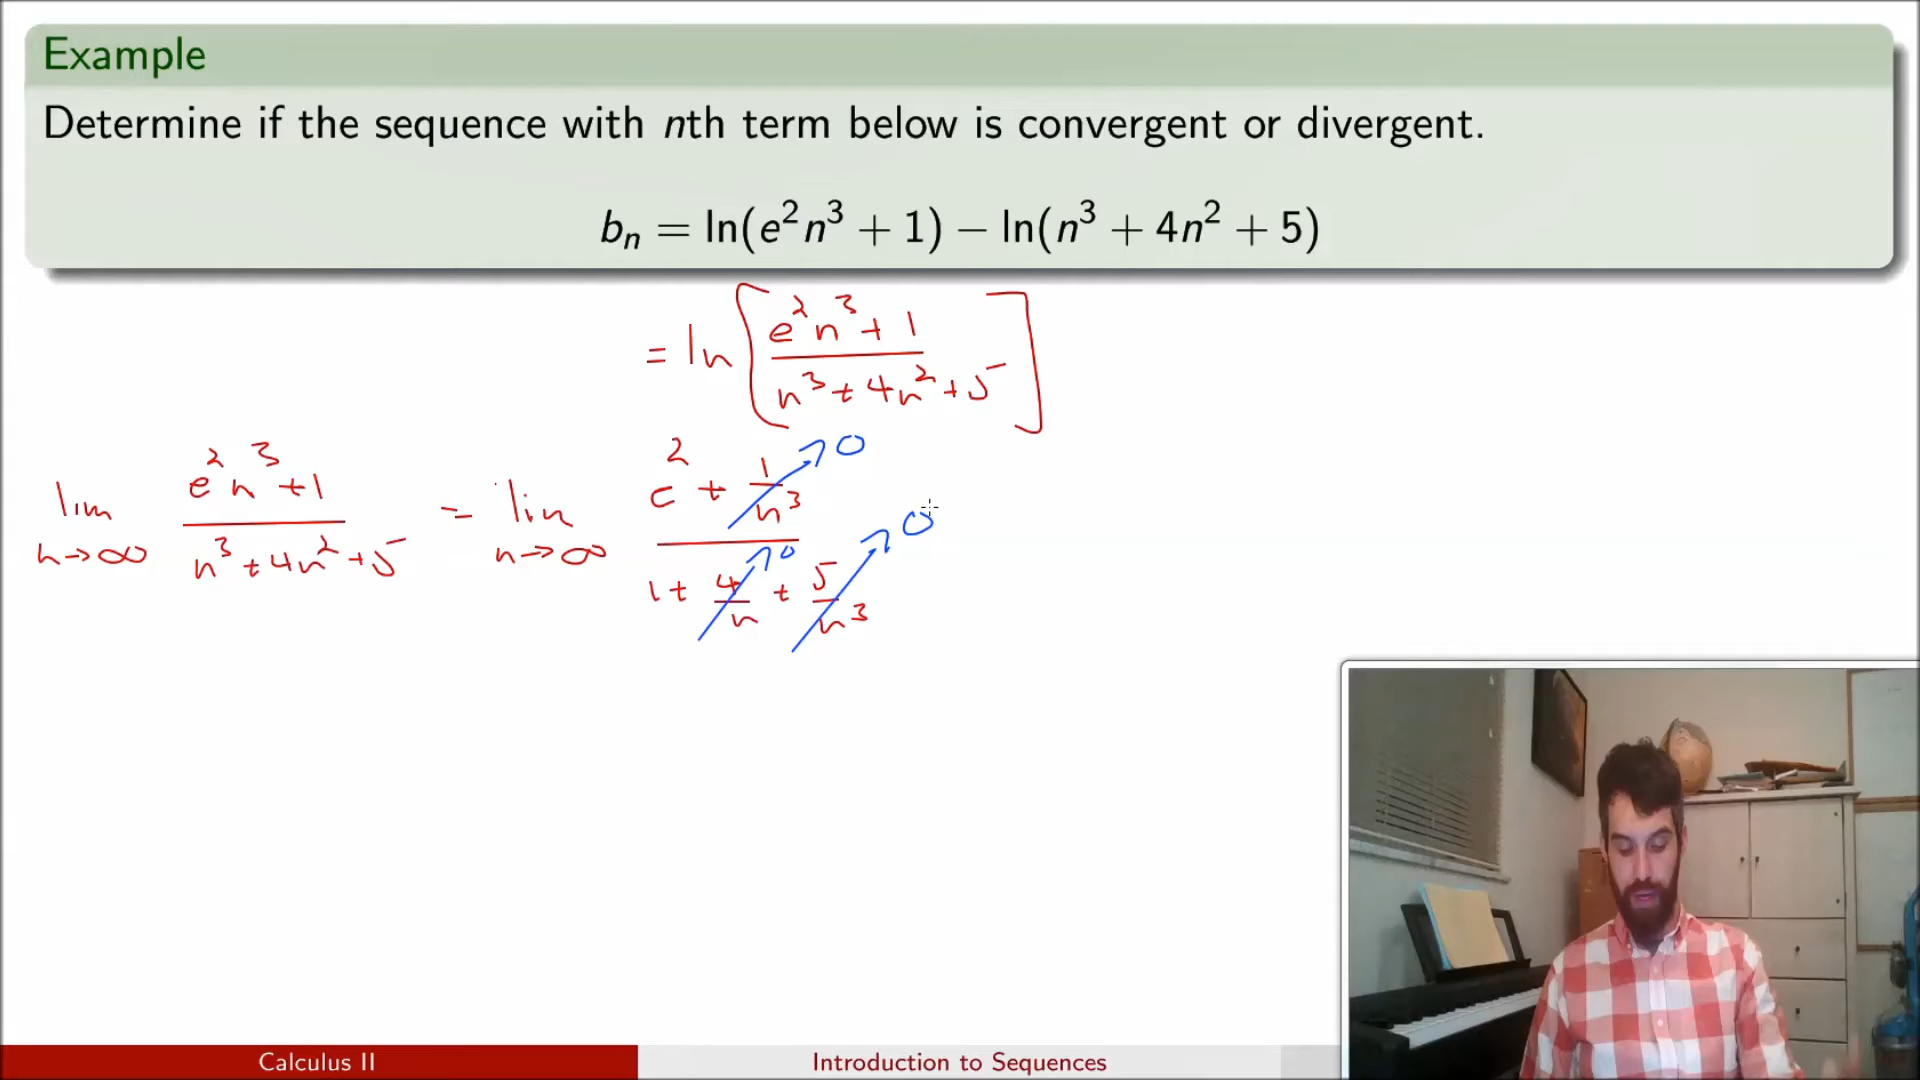 Example
Determine if the sequence with nth term below is convergent or divergent.
bₙ = ln(e²n³ + 1) − ln(n³ + 4n² + 5)
= ln [ (e²n³ + 1) / (n³ + 4n² + 5) ]
lim n→∞ (e²n³ + 1) / (n³ + 4n² + 5) = lim n→∞ (e² + 1/n³ → 0) / (1 + 4/n → 0 + 5/n³ → 0)
Calculus II
Introduction to Sequences